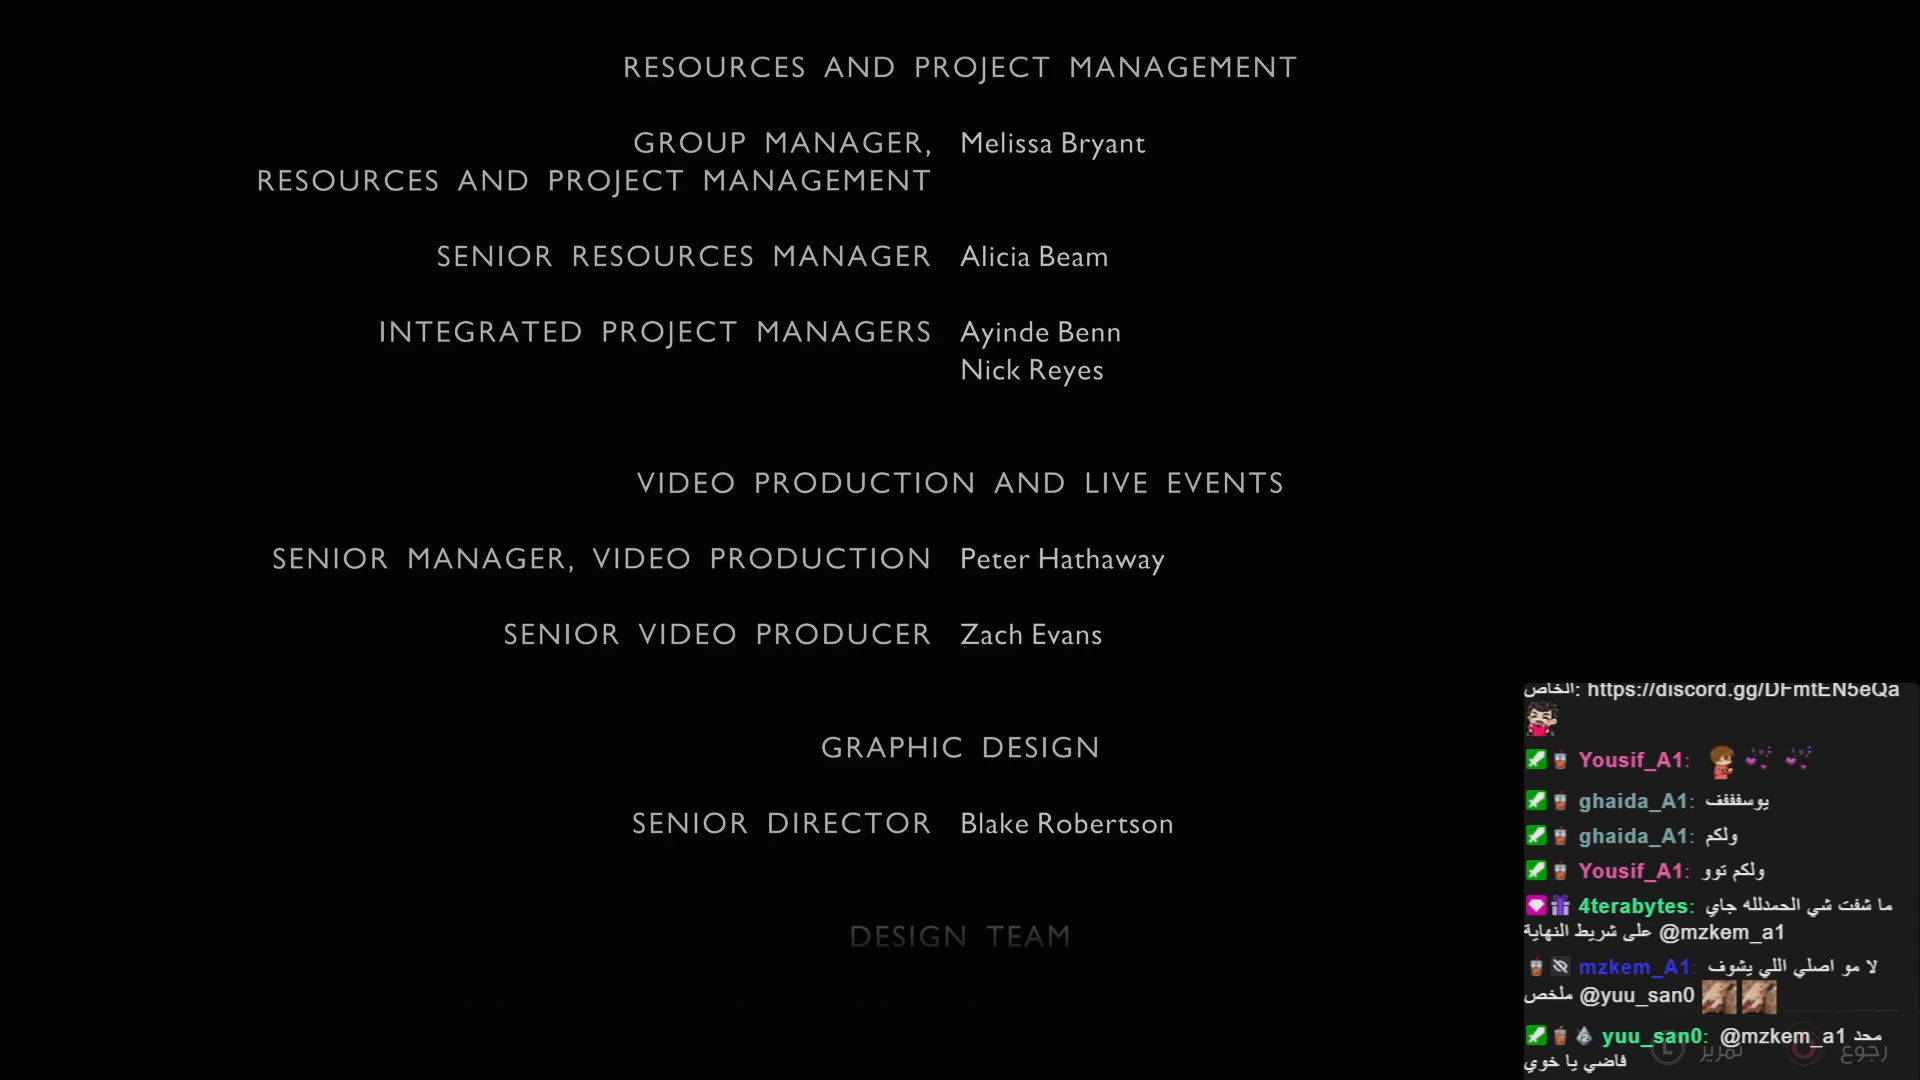 RESOURCES AND PROJECT MANAGEMENT
GROUP MANAGER, Melissa Bryant
RESOURCES AND PROJECT MANAGEMENT
SENIOR RESOURCES MANAGER Alicia Beam
INTEGRATED PROJECT MANAGERS Ayinde Benn
Nick Reyes
VIDEO PRODUCTION AND LIVE EVENTS
SENIOR MANAGER, VIDEO PRODUCTION Peter Hathaway
SENIOR VIDEO PRODUCER Zach Evans
GRAPHIC DESIGN
SENIOR DIRECTOR Blake Robertson
DESIGN TEAM
الخاص: https://discord.gg/DFmtEN5eQa
Yousif_A1:
ghaida_A1: يوسفففف
ghaida_A1: ولكم
Yousif_A1: ولكم توو
4terabytes: ما شفت شي الحمدلله جاي
على شريط النهاية @mzkem_a1
mzkem_A1: لا مو اصلي اللي يشوف
ملخص @yuu_san0
yuu_san0: @mzkem_a1 محد
فاضي يا خوي
L تمرير رجوع